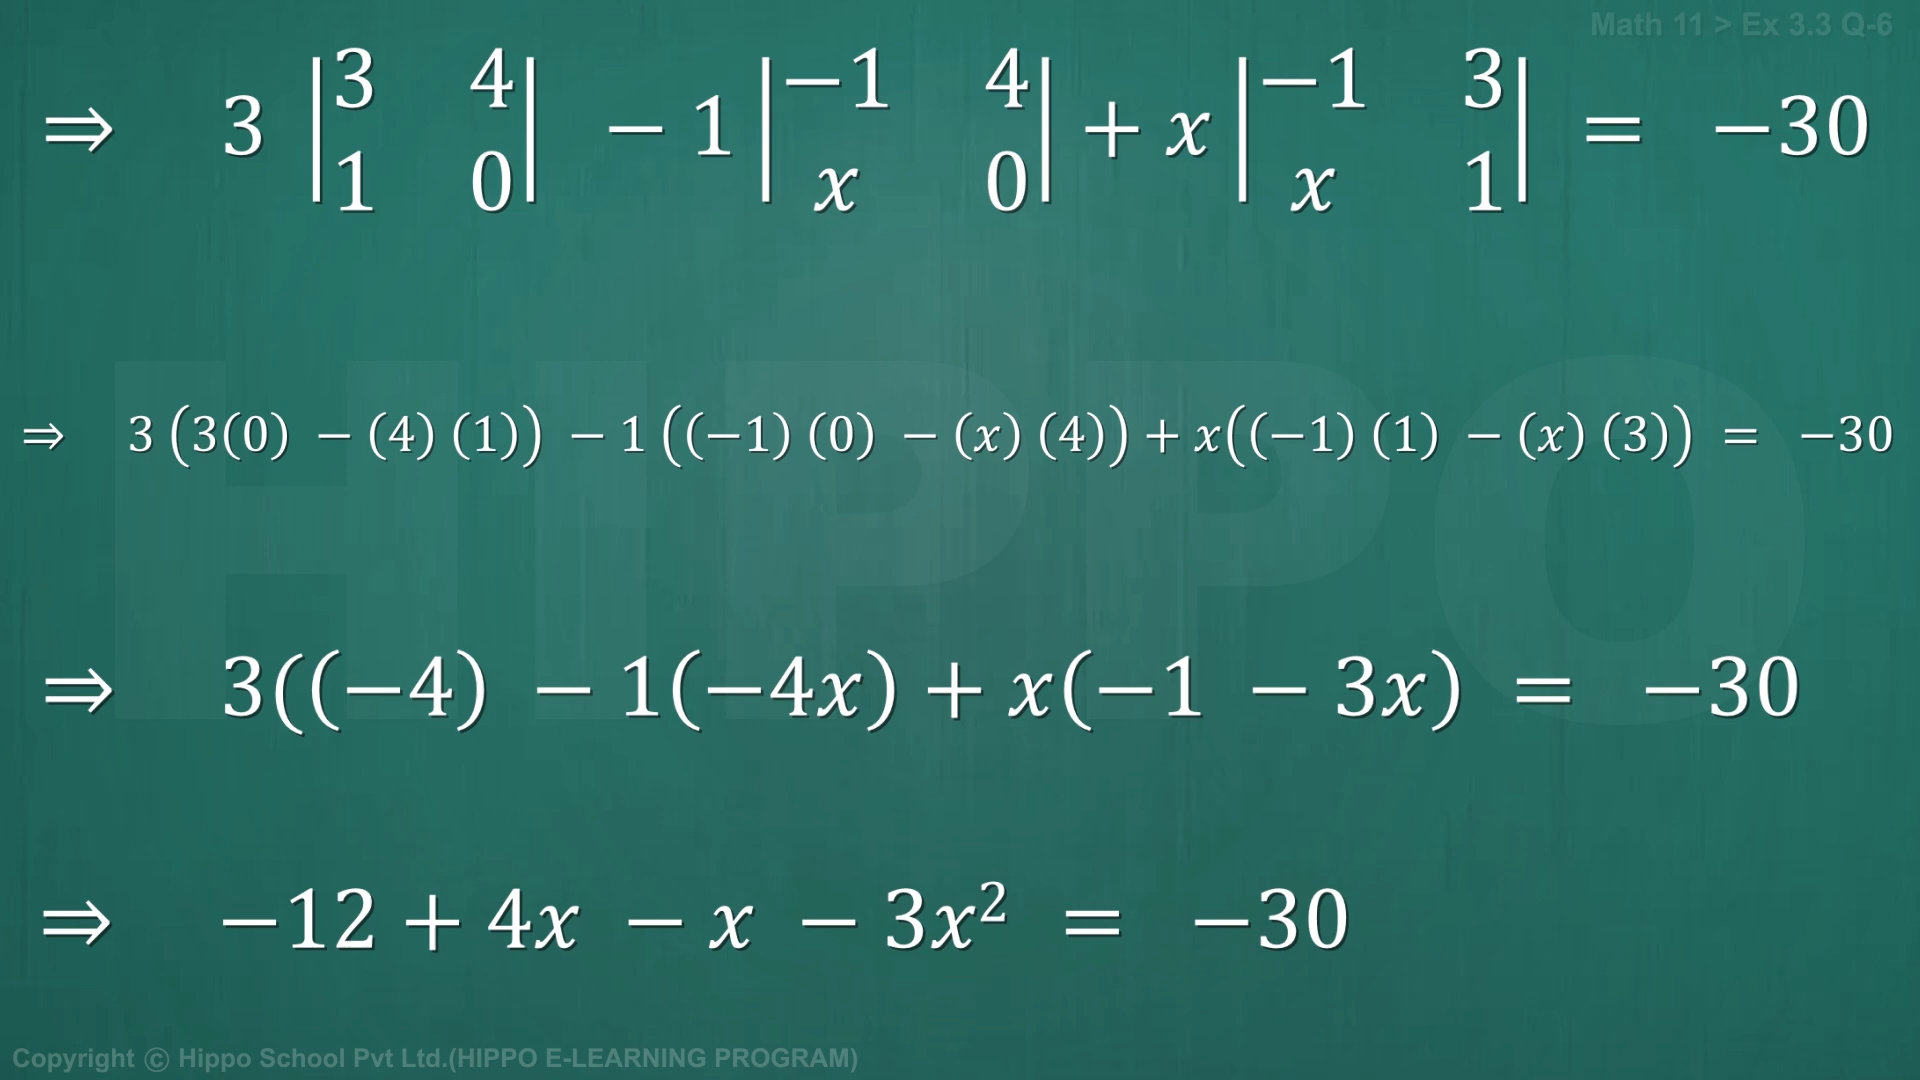 Math 11 > Ex 3.3 Q-6
⇒ 3 |3 4; 1 0| − 1 |−1 4; x 0| + x |−1 3; x 1| = −30
⇒ 3 (3(0) − (4) (1)) − 1 ((−1) (0) − (x) (4)) + x((−1) (1) − (x) (3)) = −30
HIPPO
⇒ 3((−4) − 1(−4x) + x(−1 − 3x) = −30
⇒ −12 + 4x − x − 3x² = −30
Copyright © Hippo School Pvt Ltd.(HIPPO E-LEARNING PROGRAM)